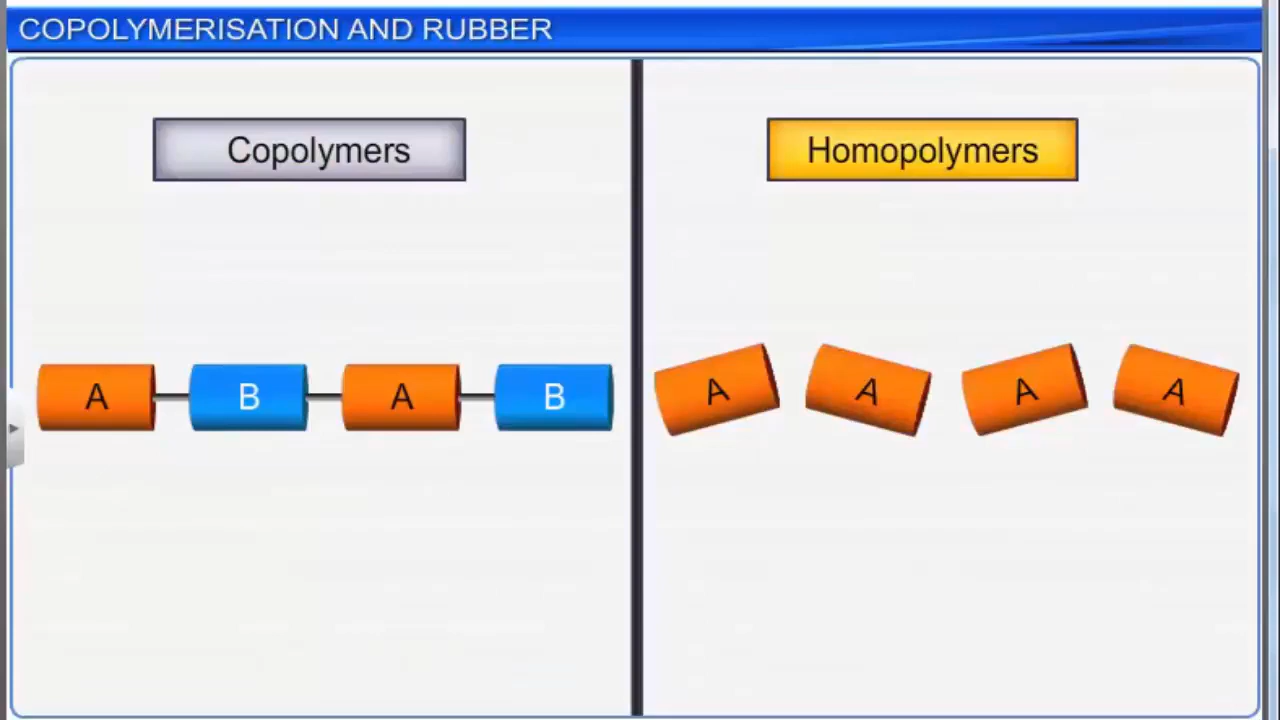 COPOLYMERISATION AND RUBBER
Copolymers
Homopolymers
A B A B
A A A A